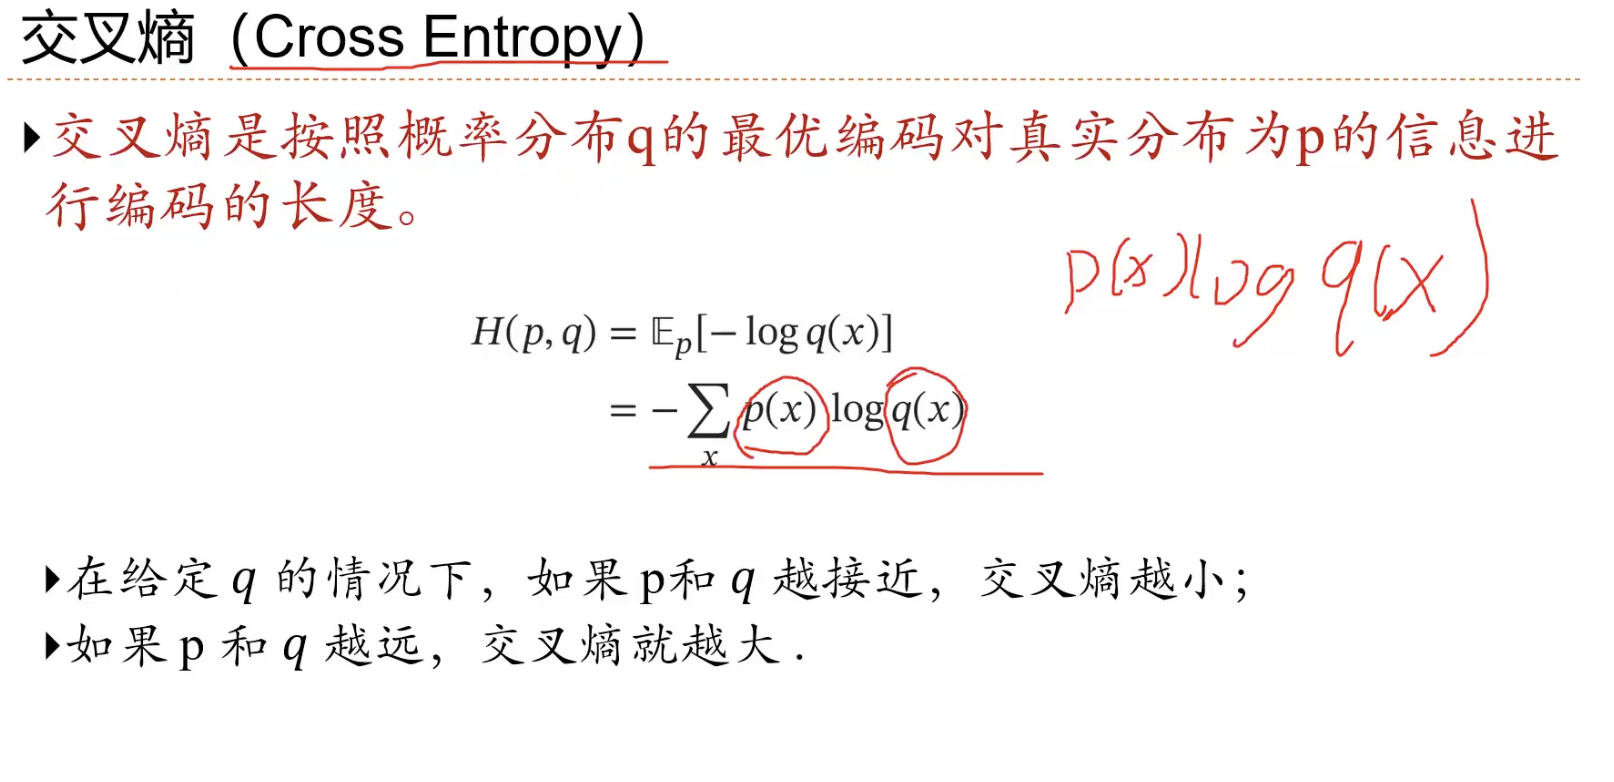 交叉熵（Cross Entropy）
▶交叉熵是按照概率分布q的最优编码对真实分布为p的信息进
行编码的长度。
p(x)log q(x)
H(p, q) = 𝔼p[− log q(x)]
= − ∑x p(x) log q(x)
▶在给定 q 的情况下，如果 p和 q 越接近，交叉熵越小；
▶如果 p 和 q 越远，交叉熵就越大．